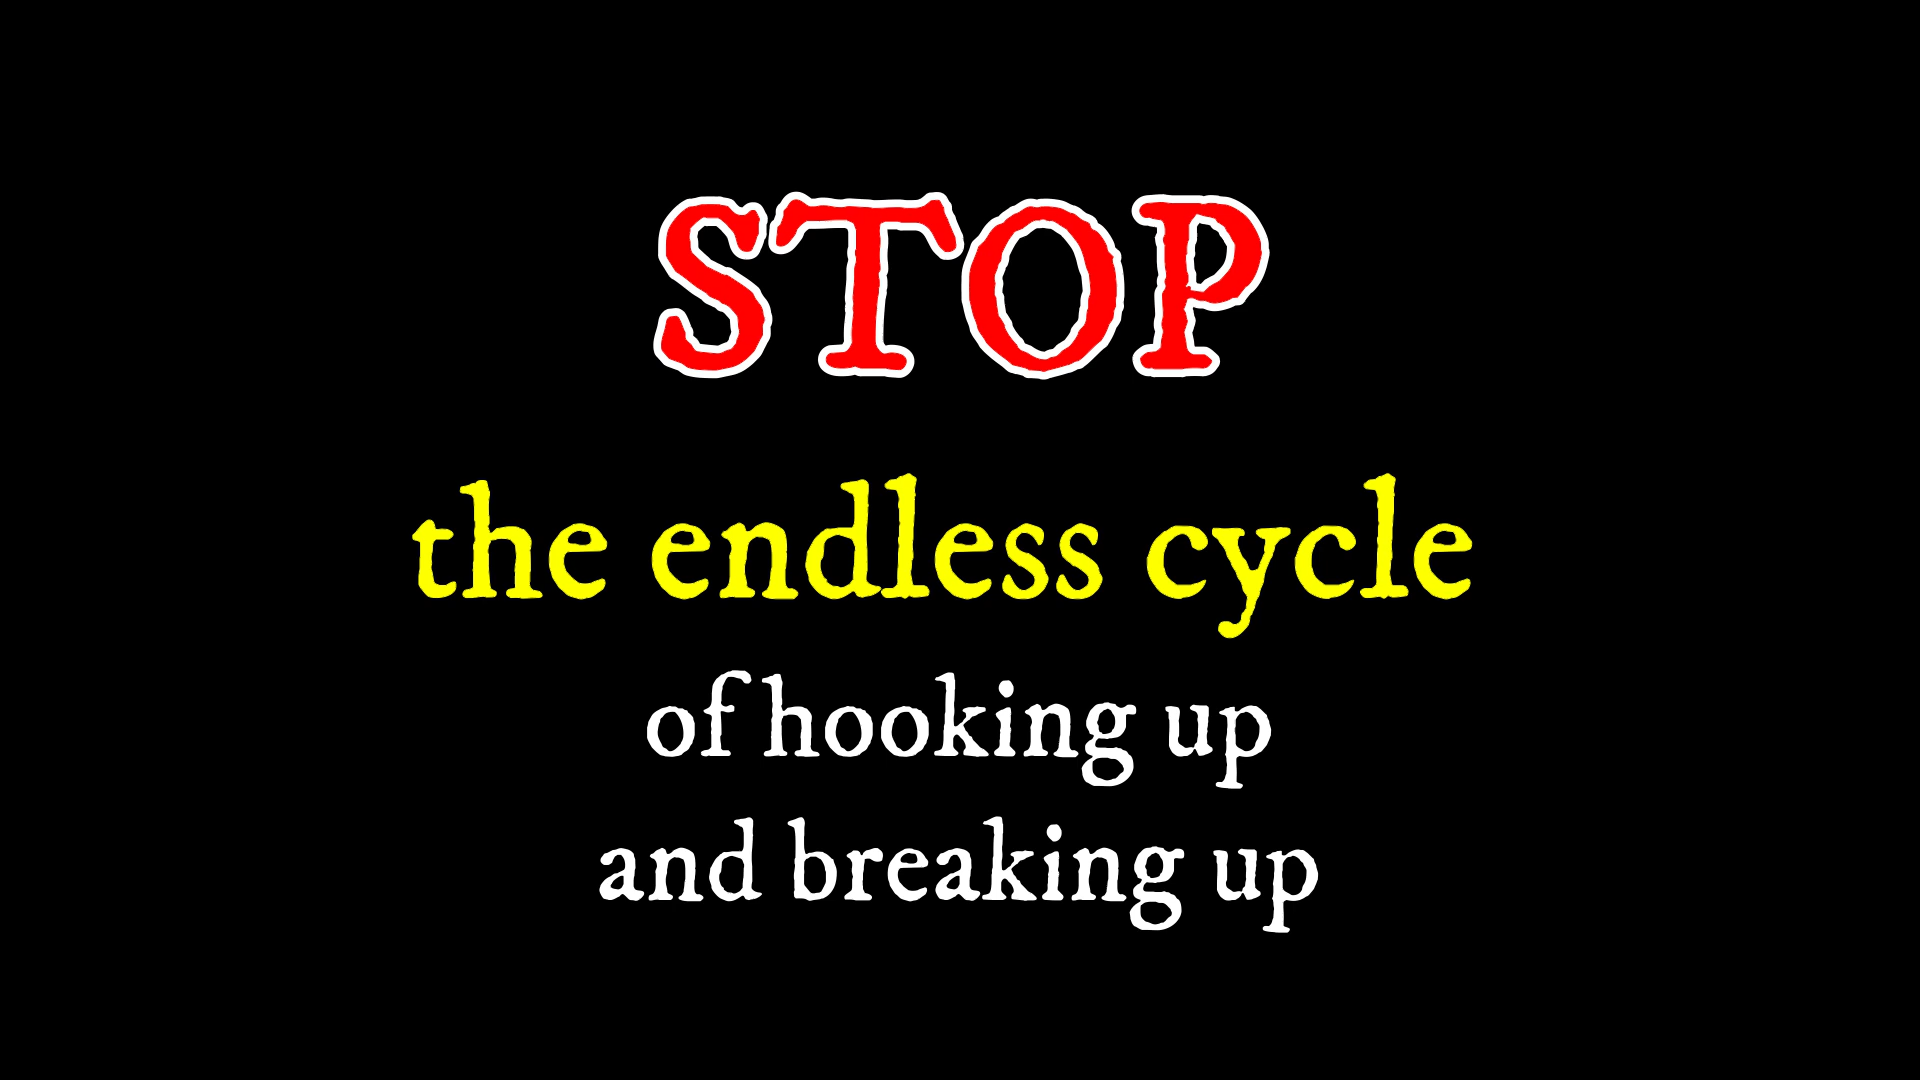 STOP
the endless cycle
of hooking up
and breaking up